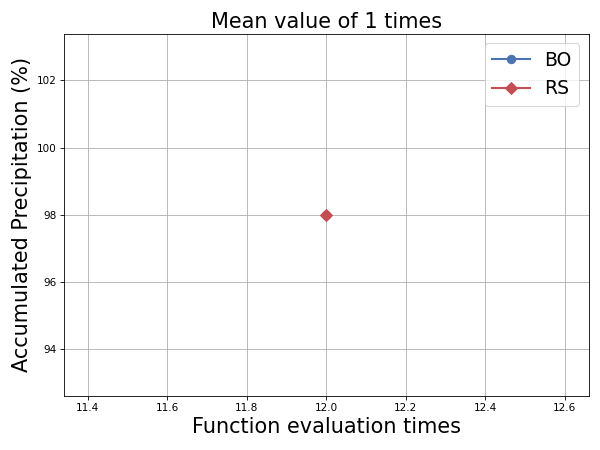 Mean value of 1 times
BO
RS
Accumulated Precipitation (%)
102
100
98
96
94
11.4 11.6 11.8 12.0 12.2 12.4 12.6
Function evaluation times